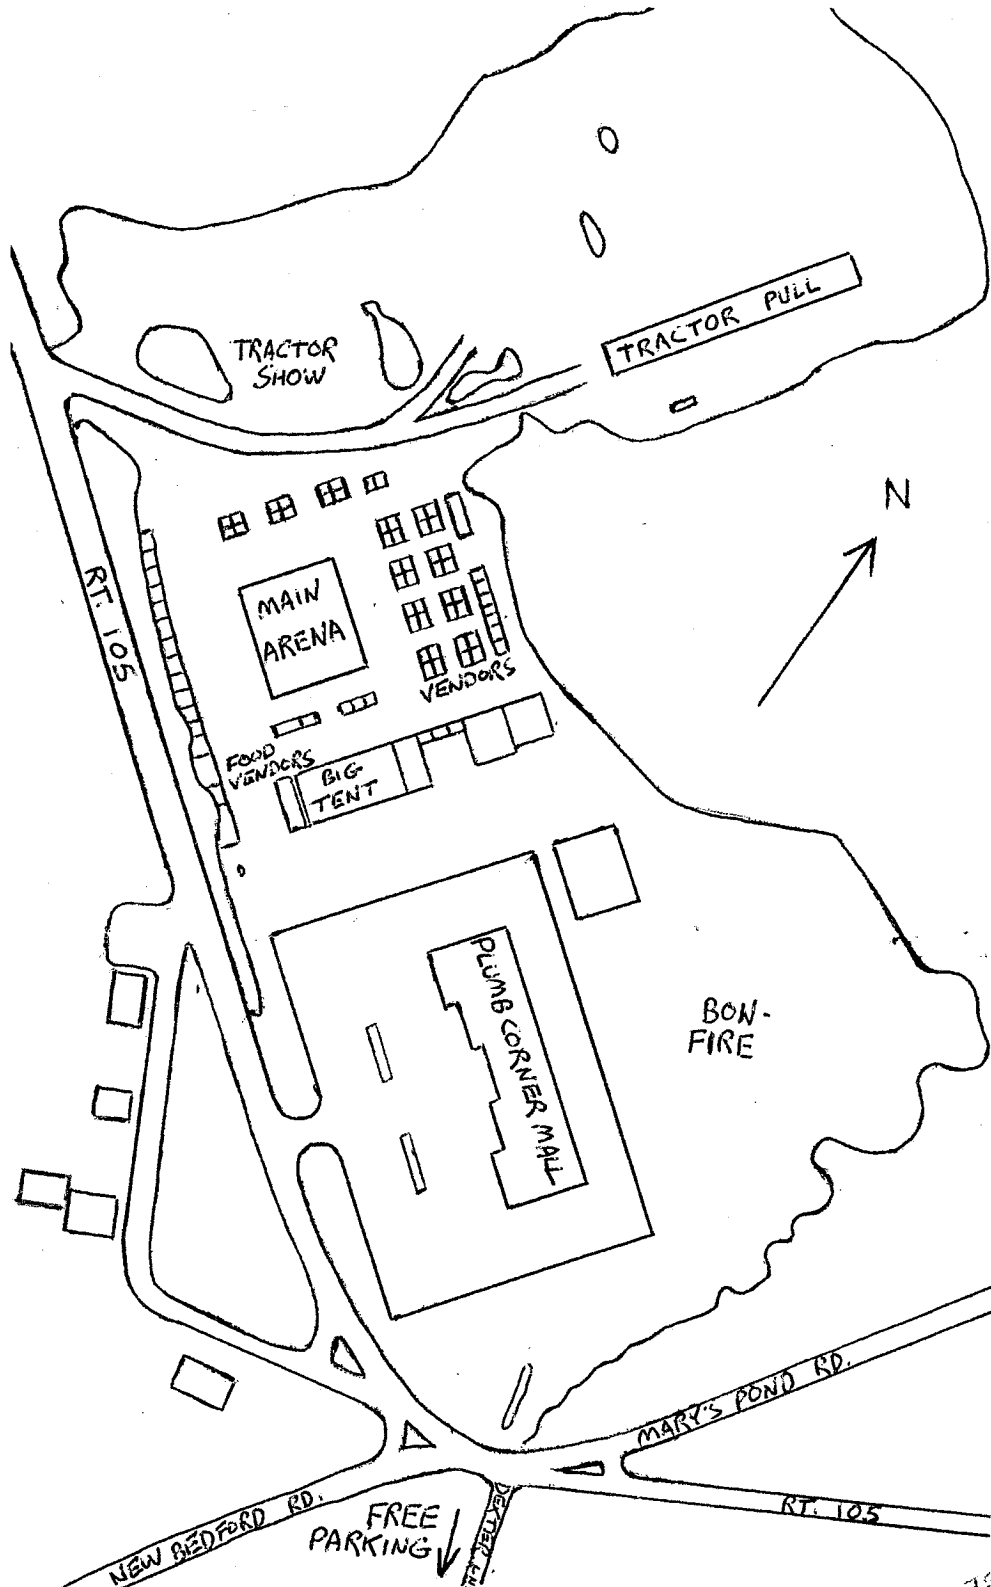 TRACTOR PULL
TRACTOR
SHOW
N
RT. 105
MAIN
ARENA
VENDORS
FOOD
VENDORS
BIG
TENT
PLUMB CORNER MALL
BON-
FIRE
MARY'S POND RD.
RT. 105
NEW BEDFORD RD.
FREE
PARKING